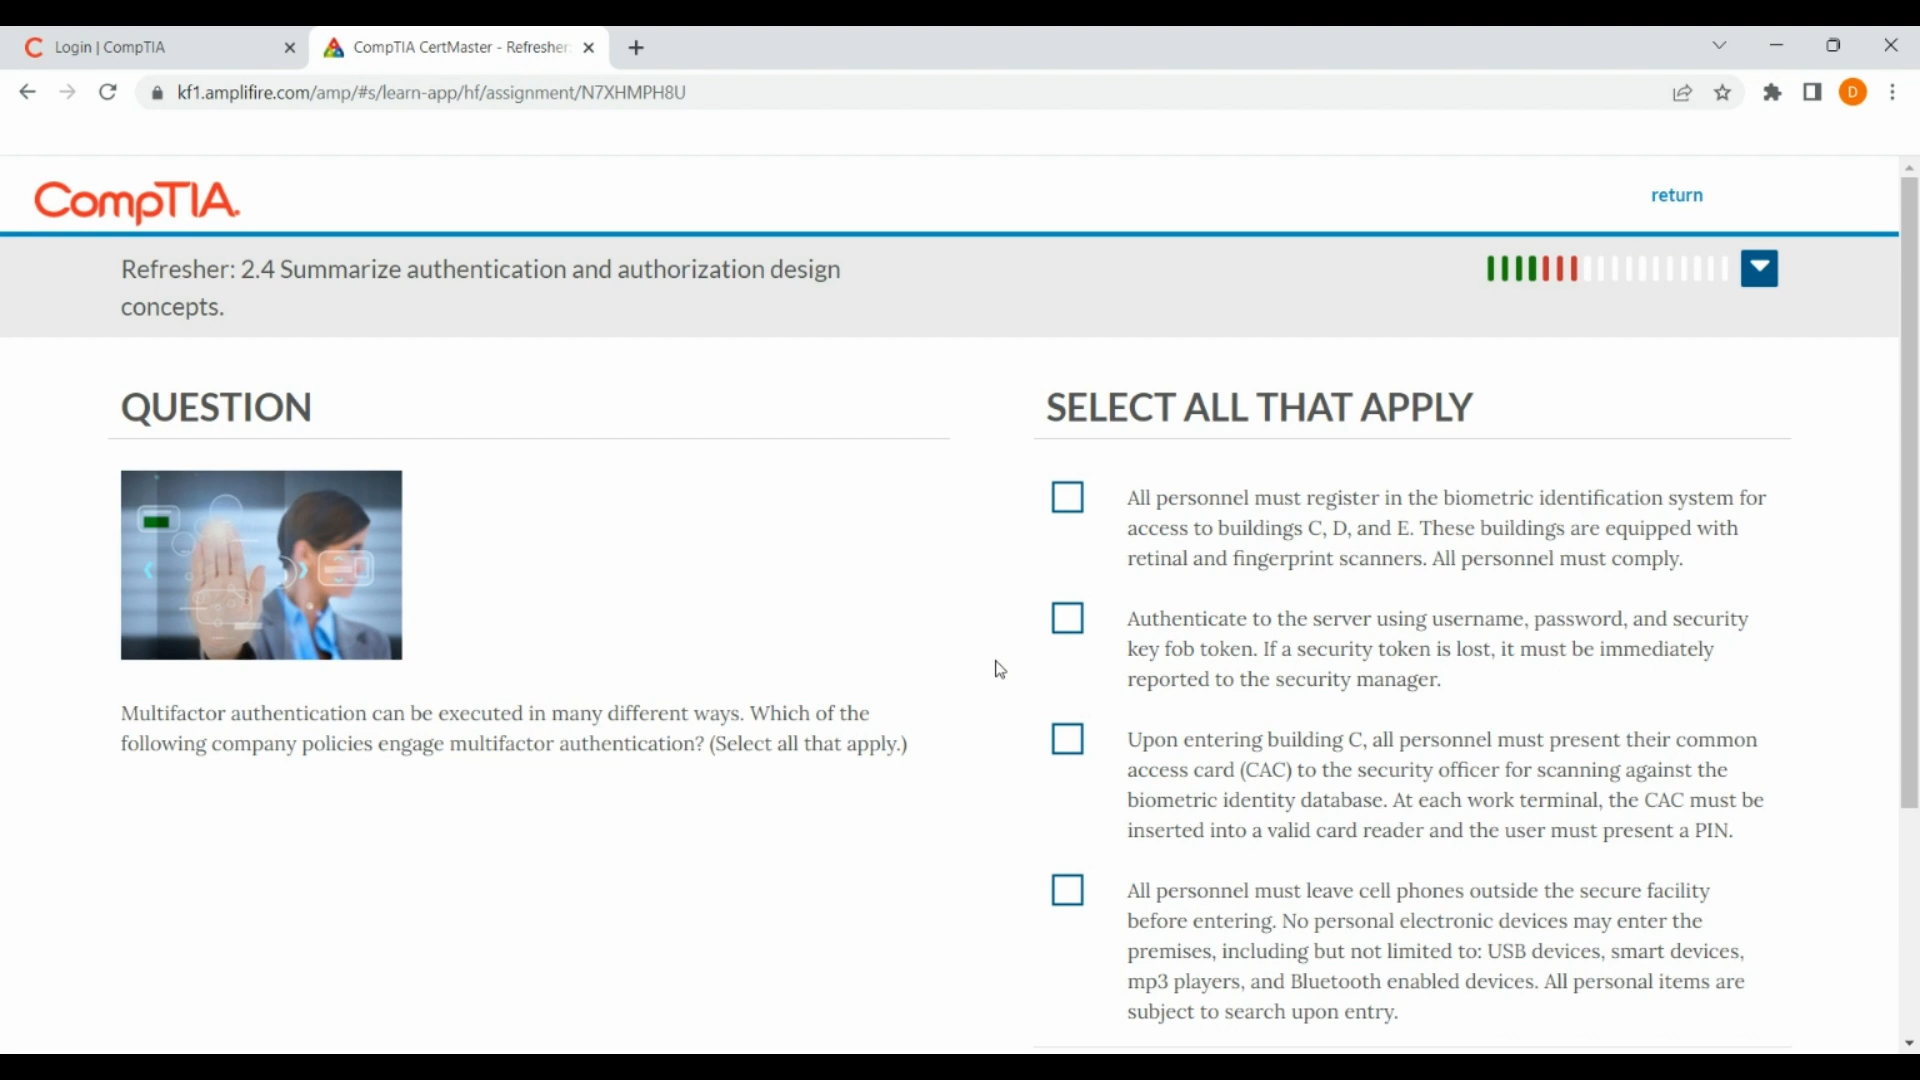 Login | CompTIA
CompTIA CertMaster - Refresher:
kf1.amplifire.com/amp/#s/learn-app/hf/assignment/N7XHMPH8U
D
CompTIA.
return
Refresher: 2.4 Summarize authentication and authorization design
concepts.
QUESTION
Multifactor authentication can be executed in many different ways. Which of the
following company policies engage multifactor authentication? (Select all that apply.)
SELECT ALL THAT APPLY
All personnel must register in the biometric identification system for
access to buildings C, D, and E. These buildings are equipped with
retinal and fingerprint scanners. All personnel must comply.
Authenticate to the server using username, password, and security
key fob token. If a security token is lost, it must be immediately
reported to the security manager.
Upon entering building C, all personnel must present their common
access card (CAC) to the security officer for scanning against the
biometric identity database. At each work terminal, the CAC must be
inserted into a valid card reader and the user must present a PIN.
All personnel must leave cell phones outside the secure facility
before entering. No personal electronic devices may enter the
premises, including but not limited to: USB devices, smart devices,
mp3 players, and Bluetooth enabled devices. All personal items are
subject to search upon entry.